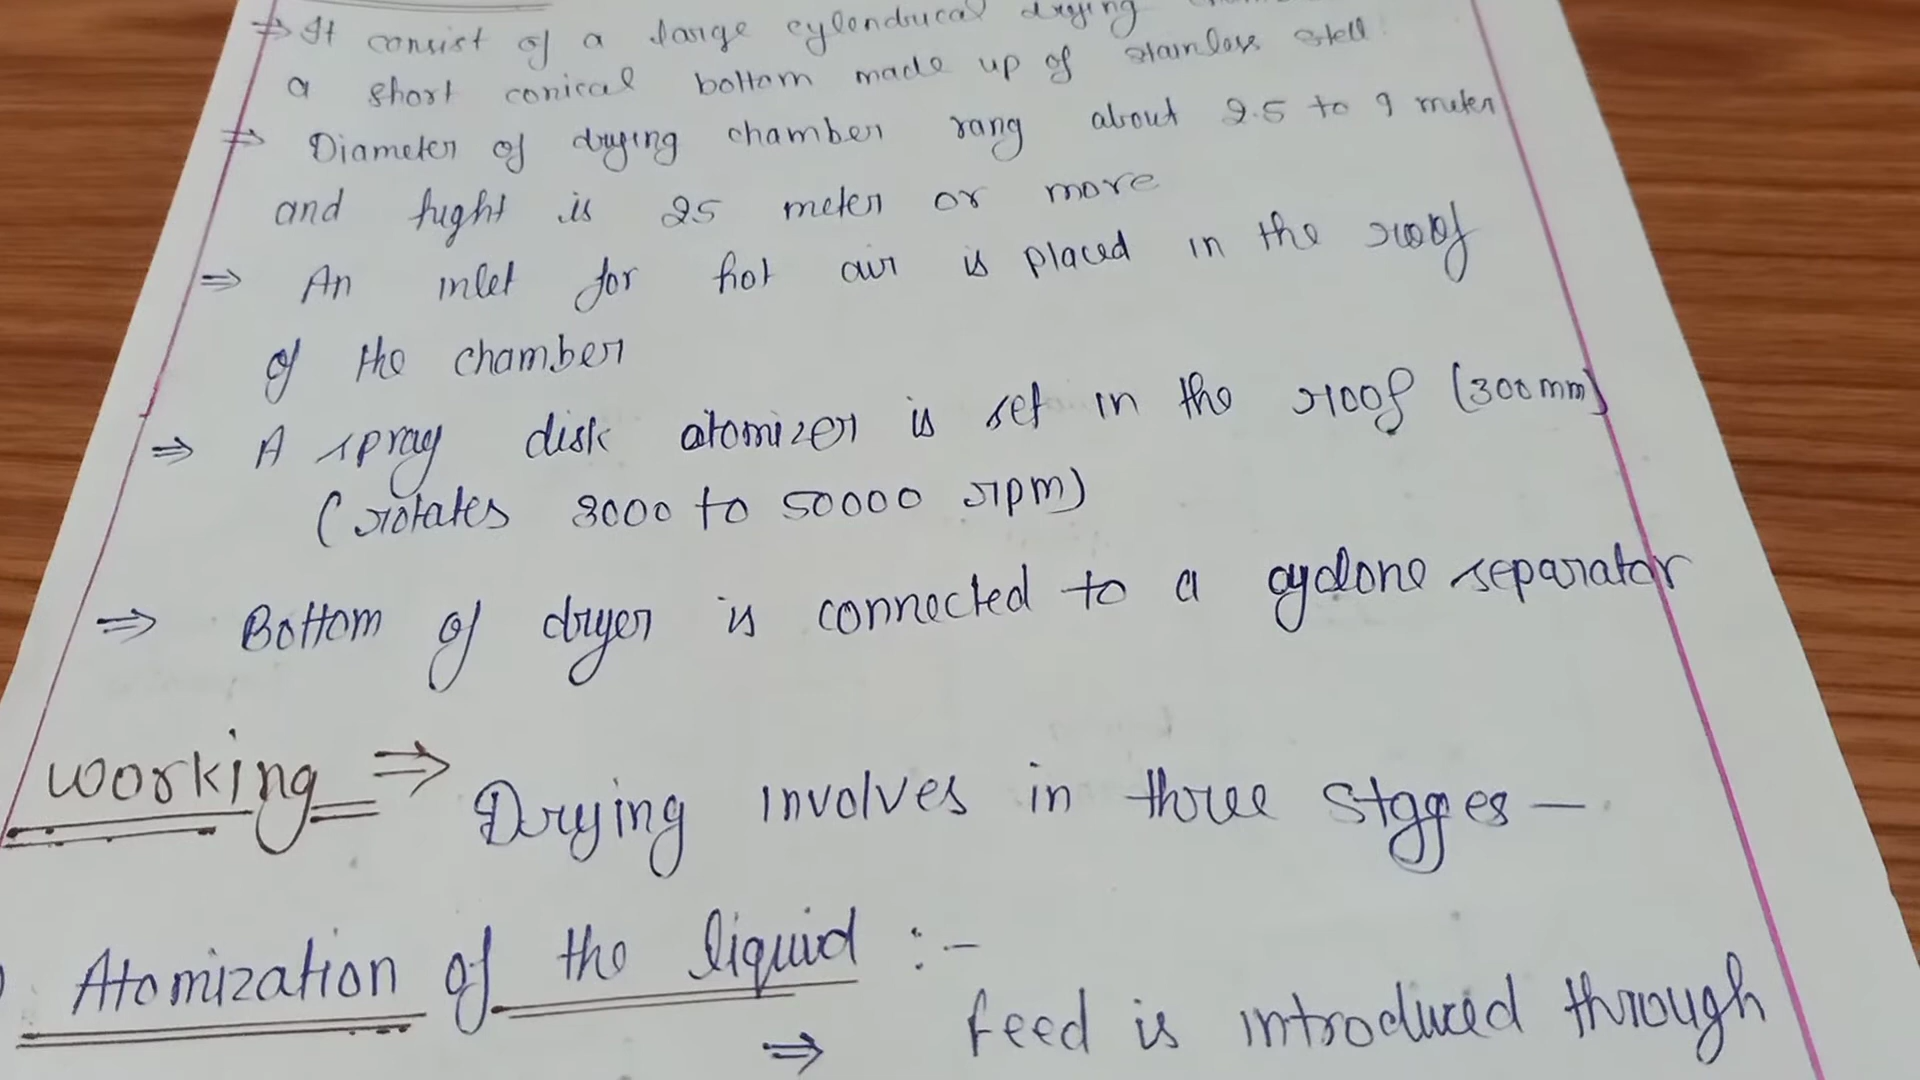 ⇒ It consist of a large cylendrical drying
a short conical bottom made up of stainless stell
⇒ Diameter of drying chamber rang about 2.5 to 9 meter
and hight is 25 meter or more
⇒ An inlet for hot air is placed in the roof
of the chamber
⇒ A spray disk atomizer is set in the roof (300mm)
(rotates 3000 to 50000 rpm)
⇒ Bottom of dryer is connected to a cyclone separator
working ⇒ Drying involves in three stages —
Atomization of the liquid :-
⇒ feed is introduced through